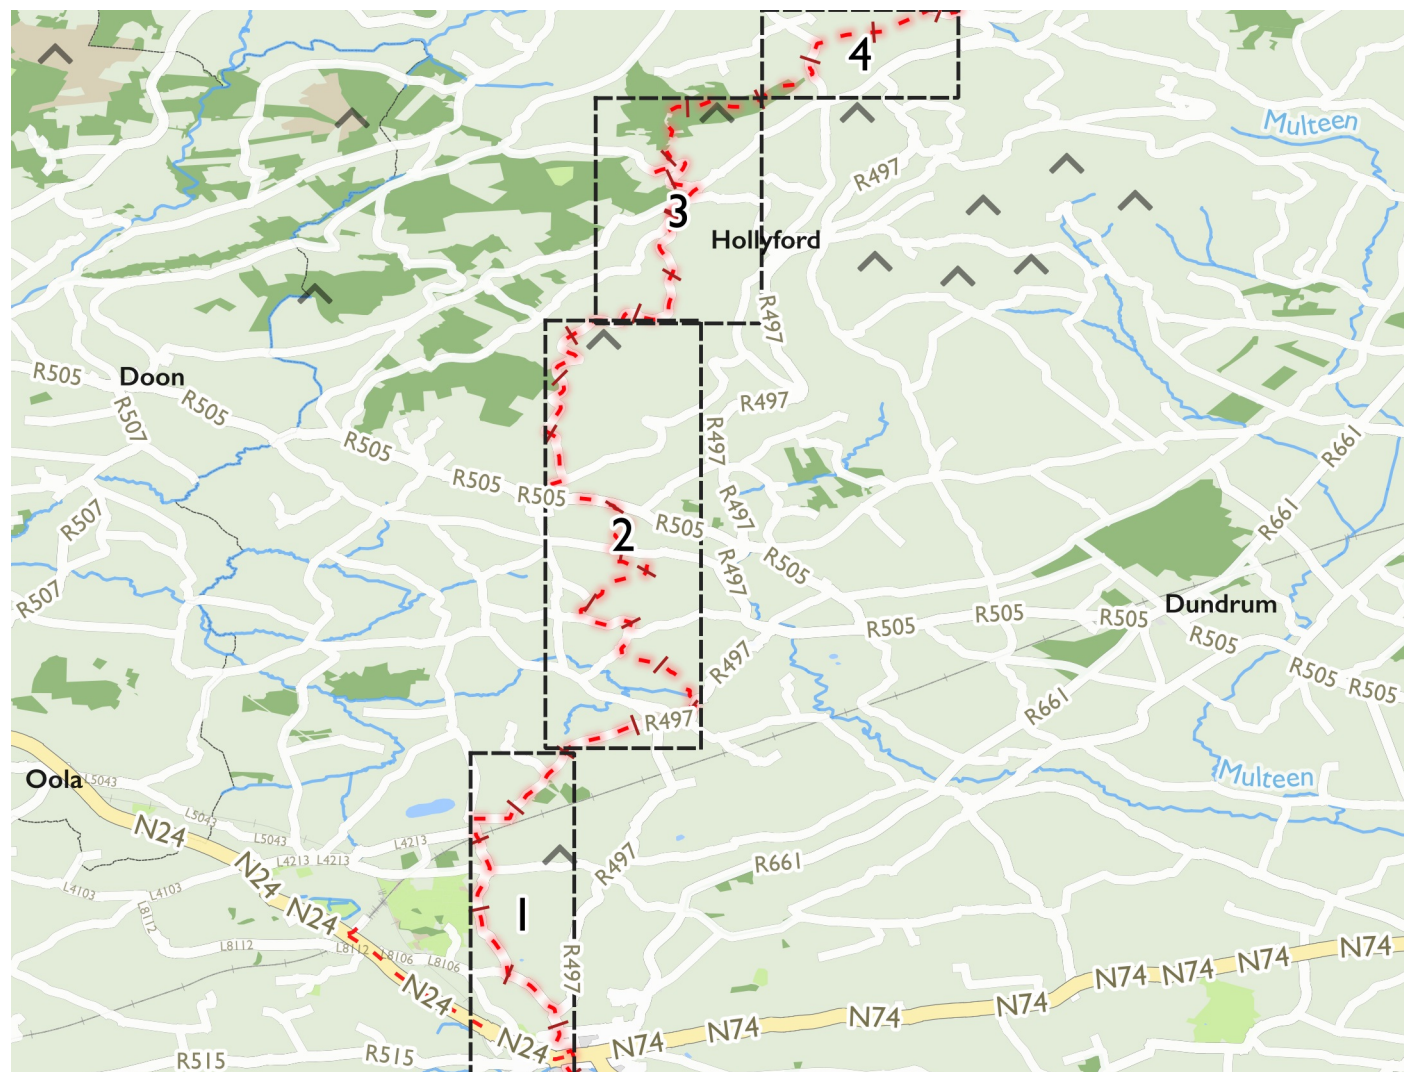 4
Multeen
R497
3
Hollyford
R497
R505
Doon
R505
R507
R497
R505
R497
R661
R505
R505
R497
R661
R507
2
R505
R505
R497
R507
Dundrum
R505
R505
R505
R505
R497
R505
R505
R661
R497
Oola
L5043
Multeen
L5043
N24
L5043
L4213
L4213 L4213
N24
R497
R661
L4103
L4103
N24
L8112
1
L8112
L8112
L8106
L8106
R497
N74
N74
N74
N74
N24
N74
N74
N74
N24
N74
R515
R515